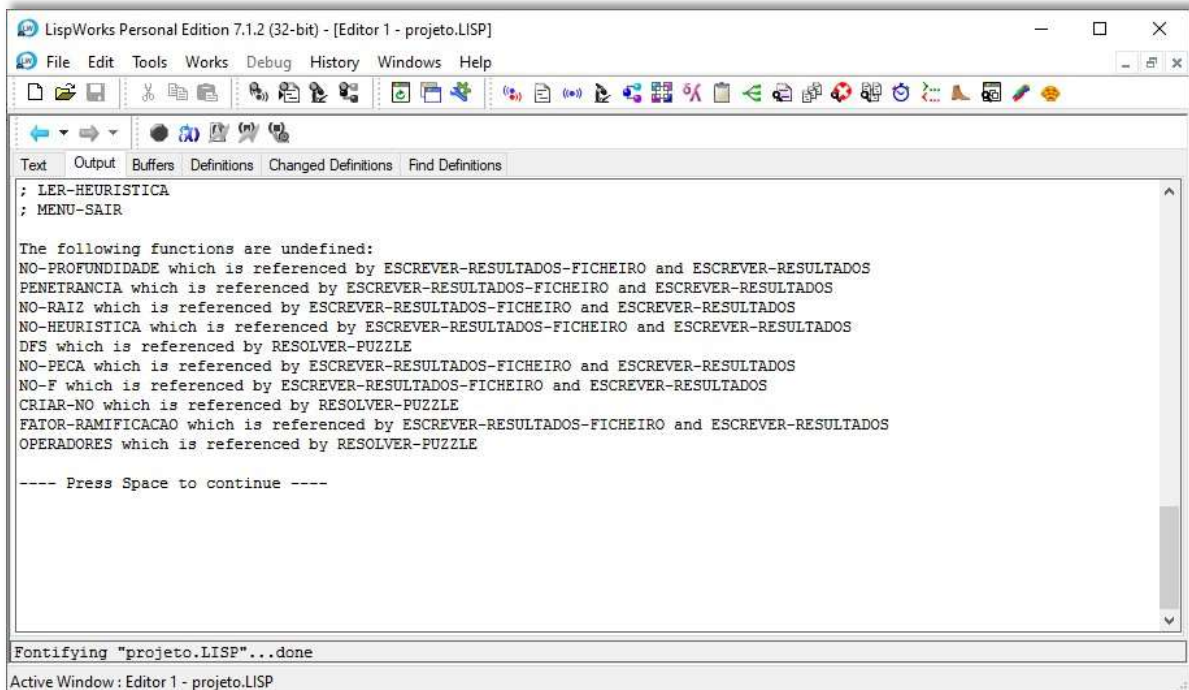 LispWorks Personal Edition 7.1.2 (32-bit) - [Editor 1 - projeto.LISP]
File Edit Tools Works Debug History Windows Help
Text Output Buffers Definitions Changed Definitions Find Definitions
; LER-HEURISTICA
; MENU-SAIR
The following functions are undefined:
NO-PROFUNDIDADE which is referenced by ESCREVER-RESULTADOS-FICHEIRO and ESCREVER-RESULTADOS
PENETRANCIA which is referenced by ESCREVER-RESULTADOS-FICHEIRO and ESCREVER-RESULTADOS
NO-RAIZ which is referenced by ESCREVER-RESULTADOS-FICHEIRO and ESCREVER-RESULTADOS
NO-HEURISTICA which is referenced by ESCREVER-RESULTADOS-FICHEIRO and ESCREVER-RESULTADOS
DFS which is referenced by RESOLVER-PUZZLE
NO-PECA which is referenced by ESCREVER-RESULTADOS-FICHEIRO and ESCREVER-RESULTADOS
NO-F which is referenced by ESCREVER-RESULTADOS-FICHEIRO and ESCREVER-RESULTADOS
CRIAR-NO which is referenced by RESOLVER-PUZZLE
FATOR-RAMIFICACAO which is referenced by ESCREVER-RESULTADOS-FICHEIRO and ESCREVER-RESULTADOS
OPERADORES which is referenced by RESOLVER-PUZZLE
---- Press Space to continue ----
Fontifying "projeto.LISP"...done
Active Window : Editor 1 - projeto.LISP